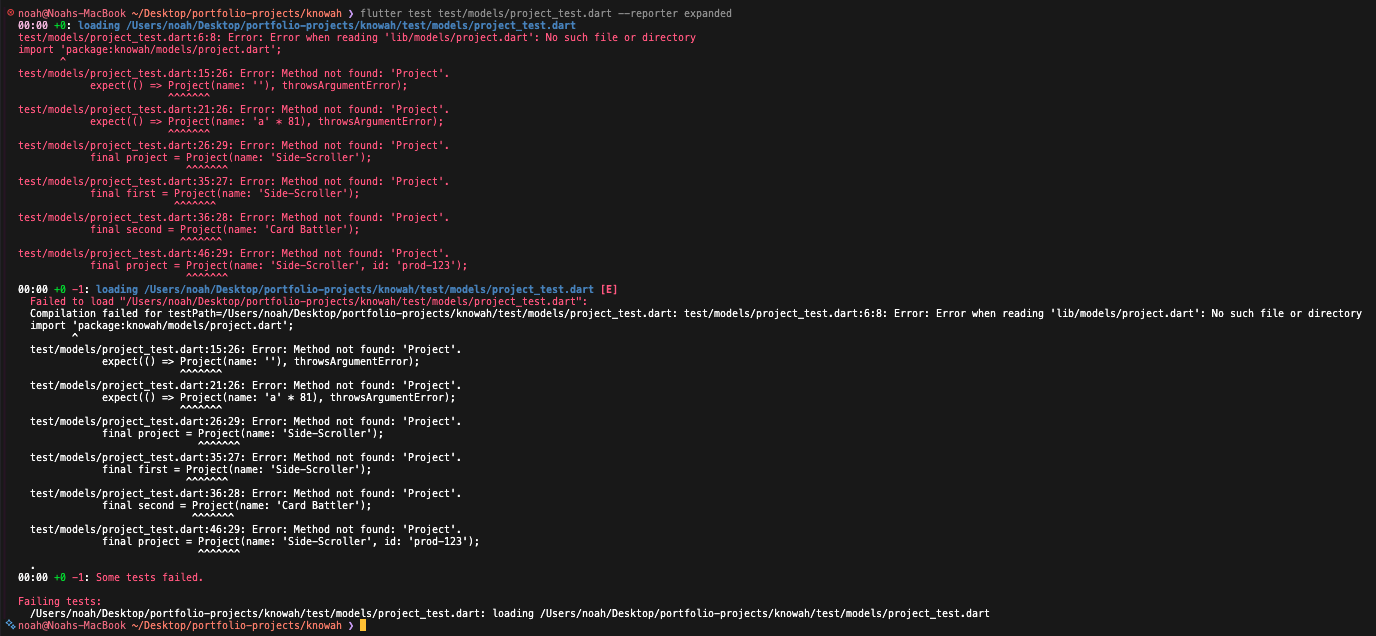 noah@Noahs-MacBook ~/Desktop/portfolio-projects/knowah ❯ flutter test test/models/project_test.dart --reporter expanded
00:00 +0: loading /Users/noah/Desktop/portfolio-projects/knowah/test/models/project_test.dart
test/models/project_test.dart:6:8: Error: Error when reading 'lib/models/project.dart': No such file or directory
import 'package:knowah/models/project.dart';
       ^
test/models/project_test.dart:15:26: Error: Method not found: 'Project'.
            expect(() => Project(name: ''), throwsArgumentError);
                         ^^^^^^^
test/models/project_test.dart:21:26: Error: Method not found: 'Project'.
            expect(() => Project(name: 'a' * 81), throwsArgumentError);
                         ^^^^^^^
test/models/project_test.dart:26:29: Error: Method not found: 'Project'.
            final project = Project(name: 'Side-Scroller');
                            ^^^^^^^
test/models/project_test.dart:35:27: Error: Method not found: 'Project'.
            final first = Project(name: 'Side-Scroller');
                          ^^^^^^^
test/models/project_test.dart:36:28: Error: Method not found: 'Project'.
            final second = Project(name: 'Card Battler');
                           ^^^^^^^
test/models/project_test.dart:46:29: Error: Method not found: 'Project'.
            final project = Project(name: 'Side-Scroller', id: 'prod-123');
                            ^^^^^^^
00:00 +0 -1: loading /Users/noah/Desktop/portfolio-projects/knowah/test/models/project_test.dart [E]
  Failed to load "/Users/noah/Desktop/portfolio-projects/knowah/test/models/project_test.dart":
  Compilation failed for testPath=/Users/noah/Desktop/portfolio-projects/knowah/test/models/project_test.dart: test/models/project_test.dart:6:8: Error: Error when reading 'lib/models/project.dart': No such file or directory
  import 'package:knowah/models/project.dart';
         ^
  test/models/project_test.dart:15:26: Error: Method not found: 'Project'.
              expect(() => Project(name: ''), throwsArgumentError);
                           ^^^^^^^
  test/models/project_test.dart:21:26: Error: Method not found: 'Project'.
              expect(() => Project(name: 'a' * 81), throwsArgumentError);
                           ^^^^^^^
  test/models/project_test.dart:26:29: Error: Method not found: 'Project'.
              final project = Project(name: 'Side-Scroller');
                              ^^^^^^^
  test/models/project_test.dart:35:27: Error: Method not found: 'Project'.
              final first = Project(name: 'Side-Scroller');
                            ^^^^^^^
  test/models/project_test.dart:36:28: Error: Method not found: 'Project'.
              final second = Project(name: 'Card Battler');
                             ^^^^^^^
  test/models/project_test.dart:46:29: Error: Method not found: 'Project'.
              final project = Project(name: 'Side-Scroller', id: 'prod-123');
                              ^^^^^^^
  .
00:00 +0 -1: Some tests failed.

Failing tests:
  /Users/noah/Desktop/portfolio-projects/knowah/test/models/project_test.dart: loading /Users/noah/Desktop/portfolio-projects/knowah/test/models/project_test.dart
noah@Noahs-MacBook ~/Desktop/portfolio-projects/knowah ❯